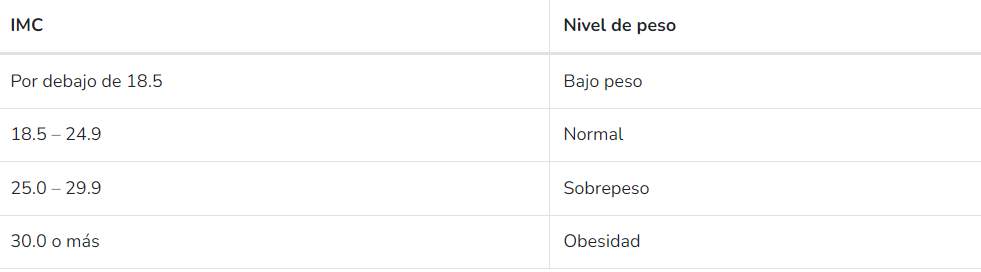 IMC Nivel de peso
Por debajo de 18.5 Bajo peso
18.5 – 24.9 Normal
25.0 – 29.9 Sobrepeso
30.0 o más Obesidad